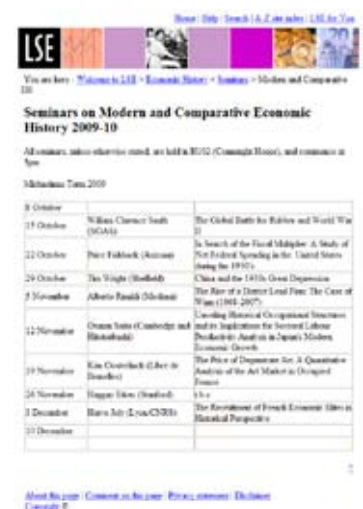 Home | Help | Search | A-Z site index | LSE for You
LSE
You are here - Welcome to LSE > Economic History > Seminars > Modern and Comparative
Seminars on Modern and Comparative Economic
History 2009-10
All seminars, unless otherwise stated, are held in (Connaught House), and commence at
5pm
Michaelmas Term 2009
8 October
15 October William Clarence Smith (SOAS) The Global Battle for Rubber and World War II
22 October Price Fishback (Arizona) In Search of the Fiscal Multiplier: A Study of Net Federal Spending in the United States during the 1930's
29 October Tim Wright (Sheffield) China and the 1930s Great Depression
5 November Alberto Rinaldi (Modena) The Rise of a District Lead Firm: The Case of Wam (1968-2007)
12 November Osamu Saito (Cambridge and Hitotsubashi) Unveiling Historical Occupational Structures and its Implications for Sectoral Labour Productivity Analysis in Japan's Modern Economic Growth
19 November Kim Oosterlinck (Libre de Bruxelles) The Price of Degenerate Art: A Quantitative Analysis of the Art Market in Occupied France
26 November (Stanford)
3 December Hervé Joly (Lyon/CNRS) The Recruitment of French Economic Elites in Historical Perspective
10 December
About this page | Comment on this page | Privacy statement | Disclaimer
Copyright ©